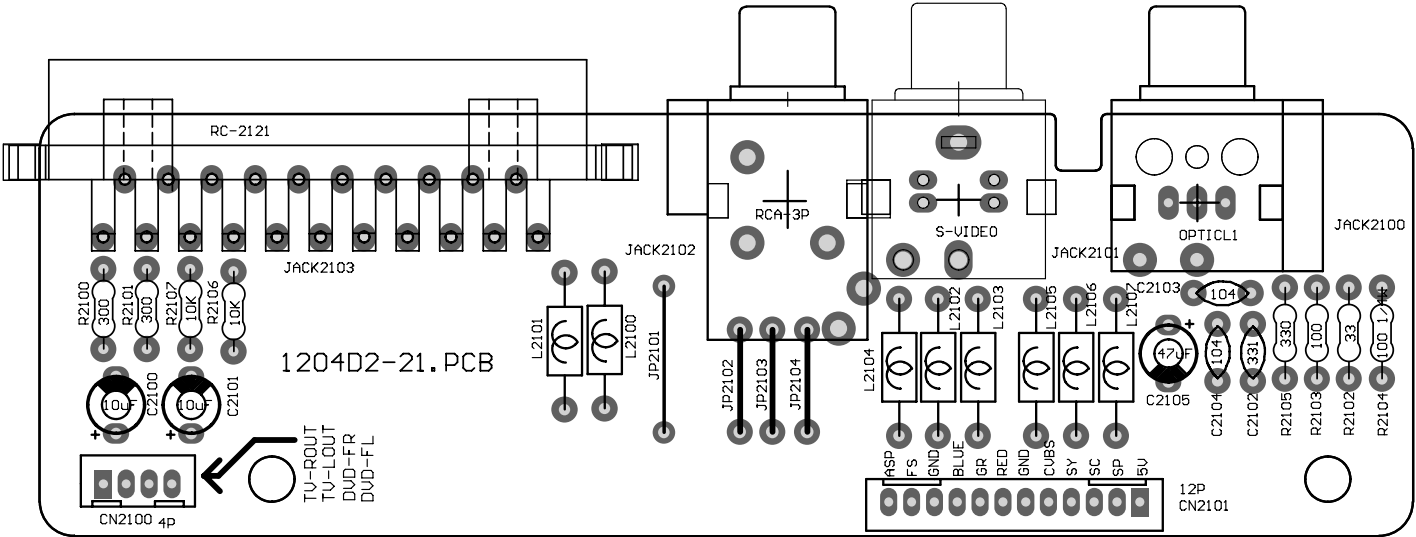 RC-2121
RCA-3P
S-VIDEO
OPTICL1
JACK2100
JACK2101
JACK2102
JACK2103
R2100
300
R2101
300
R2107
10K
R2106
10K
L2101
L2100
JP2101
1204D2-21.PCB
C2100
10uF
+
C2101
10uF
+
TV-ROUT
TV-LOUT
DVD-FR
DVD-FL
CN2100
4P
JP2102
JP2103
JP2104
L2104
L2102
L2103
L2105
L2106
L2107
C2103
104
+
47uF
C2105
104
C2104
331
C2102
330
R2105
100
R2103
33
R2102
100 1/4W
R2104
ASP
FS
GND
BLUE
GR
RED
GND
CVBS
SY
SC
SP
5V
12P
CN2101